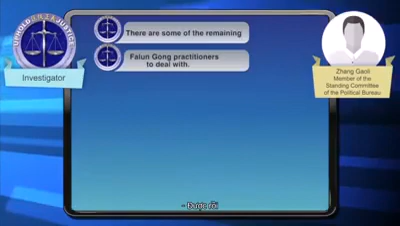 UPHOLD JUSTICE
There are some of the remaining
Falun Gong practitioners
to deal with.
Investigator
Zhang Gaoli
Member of the
Standing Committee
of the Political Bureau
- Được rồi